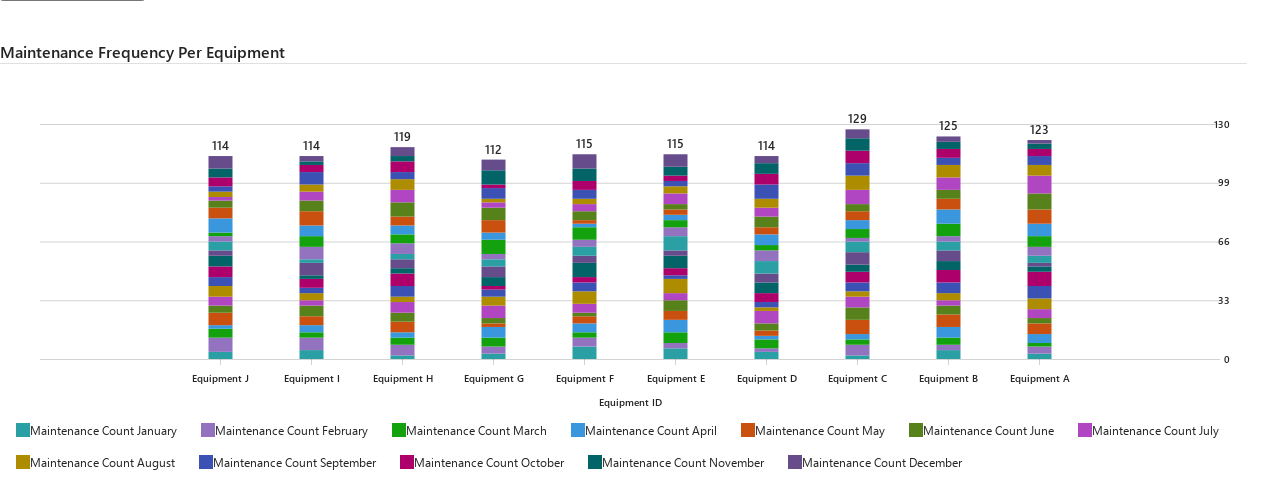 Maintenance Frequency Per Equipment
114 114 119 112 115 115 114 129 125 123
130
99
66
33
0
Equipment J Equipment I Equipment H Equipment G Equipment F Equipment E Equipment D Equipment C Equipment B Equipment A
Equipment ID
Maintenance Count January Maintenance Count February Maintenance Count March Maintenance Count April Maintenance Count May Maintenance Count June Maintenance Count July
Maintenance Count August Maintenance Count September Maintenance Count October Maintenance Count November Maintenance Count December